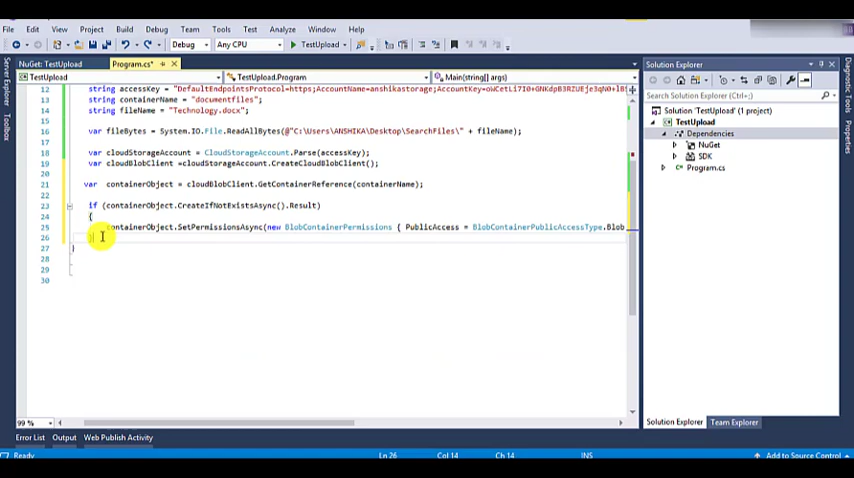 File Edit View Project Build Debug Team Tools Test Analyze Window Help
Debug Any CPU TestUpload
NuGet: TestUpload Program.cs*
TestUpload TestUpload.Program Main(string[] args)
12 string accessKey = "DefaultEndpointsProtocol=https;AccountName=anshikastorage;AccountKey=
13 string containerName = "documentfiles";
14 string fileName = "Technology.docx";
15
16 var fileBytes = System.IO.File.ReadAllBytes(@"C:\Users\ANSHIKA\Desktop\SearchFiles\" + fileName);
17
18 var cloudStorageAccount = CloudStorageAccount.Parse(accessKey);
19 var cloudBlobClient =cloudStorageAccount.CreateCloudBlobClient();
20
21 var containerObject = cloudBlobClient.GetContainerReference(containerName);
22
23 if (containerObject.CreateIfNotExistsAsync().Result)
24 {
25 containerObject.SetPermissionsAsync(new BlobContainerPermissions { PublicAccess = BlobContainerPublicAccessType.Blob
26 }
27 }
28
29
30
99 %
Error List Output Web Publish Activity
Ready Ln 26 Col 14 Ch 14 INS Add to Source Control
Server Explorer
Toolbox
Solution Explorer
Search Solution Explorer (Ctrl+;)
Solution 'TestUpload' (1 project)
TestUpload
Dependencies
NuGet
SDK
Program.cs
Solution Explorer Team Explorer
Diagnostic Tools
Properties